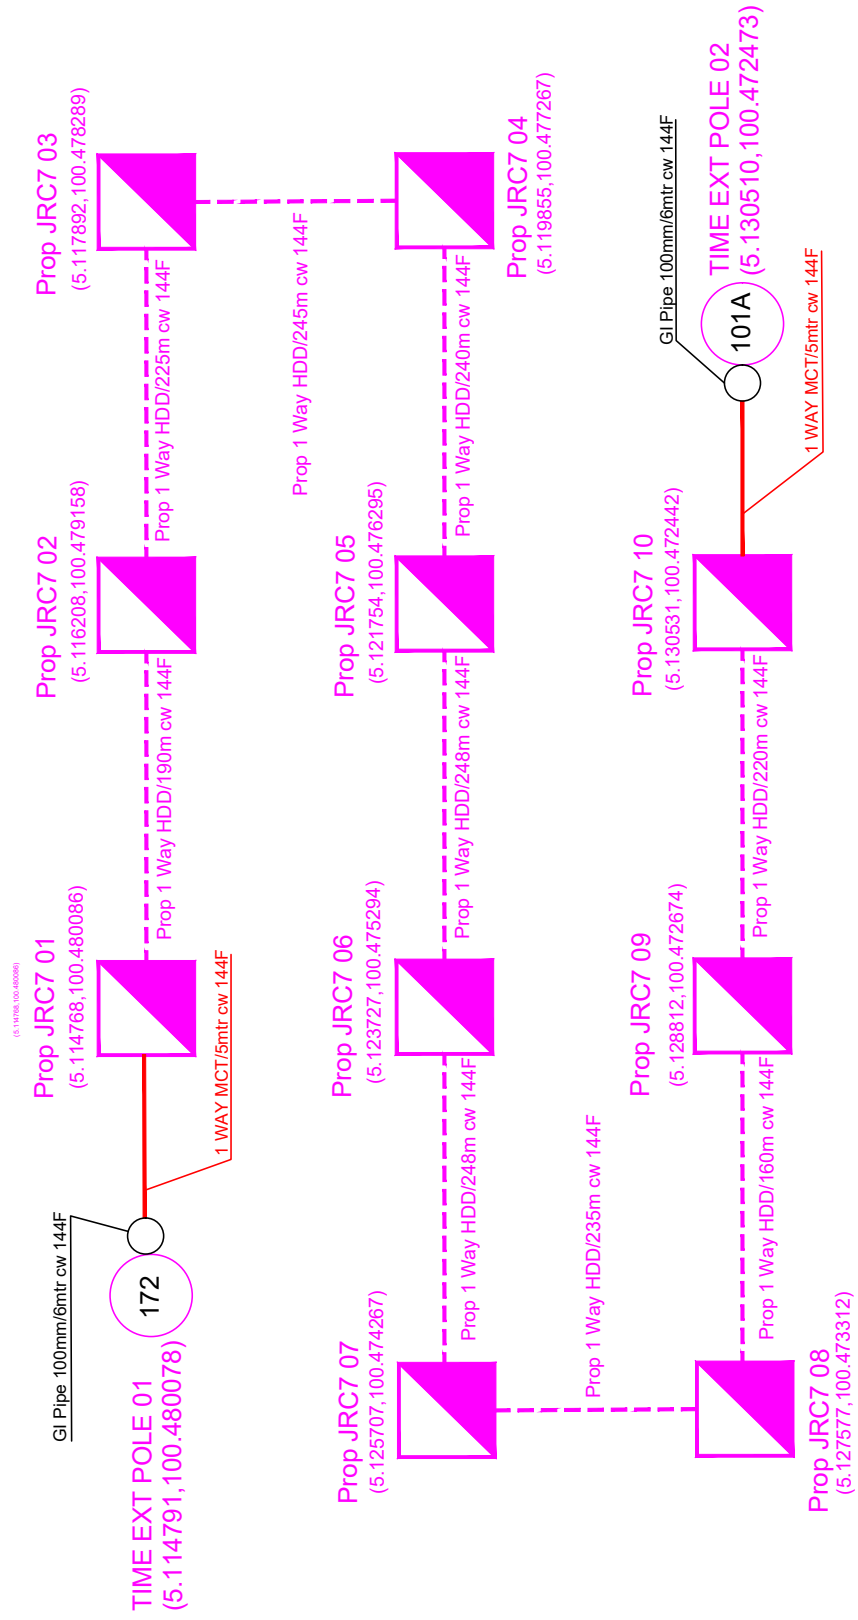 TIME EXT POLE 01
(5.114791,100.480078)
172
GI Pipe 100mm/6mtr cw 144F
1 WAY MCT/5mtr cw 144F
(5.114768,100.480086)
Prop JRC7 01
(5.114768,100.480086)
Prop 1 Way HDD/190m cw 144F
Prop JRC7 02
(5.116208,100.479158)
Prop 1 Way HDD/225m cw 144F
Prop JRC7 03
(5.117892,100.478289)
Prop 1 Way HDD/245m cw 144F
Prop JRC7 04
(5.119855,100.477267)
Prop 1 Way HDD/240m cw 144F
Prop JRC7 05
(5.121754,100.476295)
Prop 1 Way HDD/248m cw 144F
Prop JRC7 06
(5.123727,100.475294)
Prop 1 Way HDD/248m cw 144F
Prop JRC7 07
(5.125707,100.474267)
Prop 1 Way HDD/235m cw 144F
Prop JRC7 08
(5.127577,100.473312)
Prop 1 Way HDD/160m cw 144F
Prop JRC7 09
(5.128812,100.472674)
Prop 1 Way HDD/220m cw 144F
Prop JRC7 10
(5.130531,100.472442)
1 WAY MCT/5mtr cw 144F
GI Pipe 100mm/6mtr cw 144F
101A
TIME EXT POLE 02
(5.130510,100.472473)